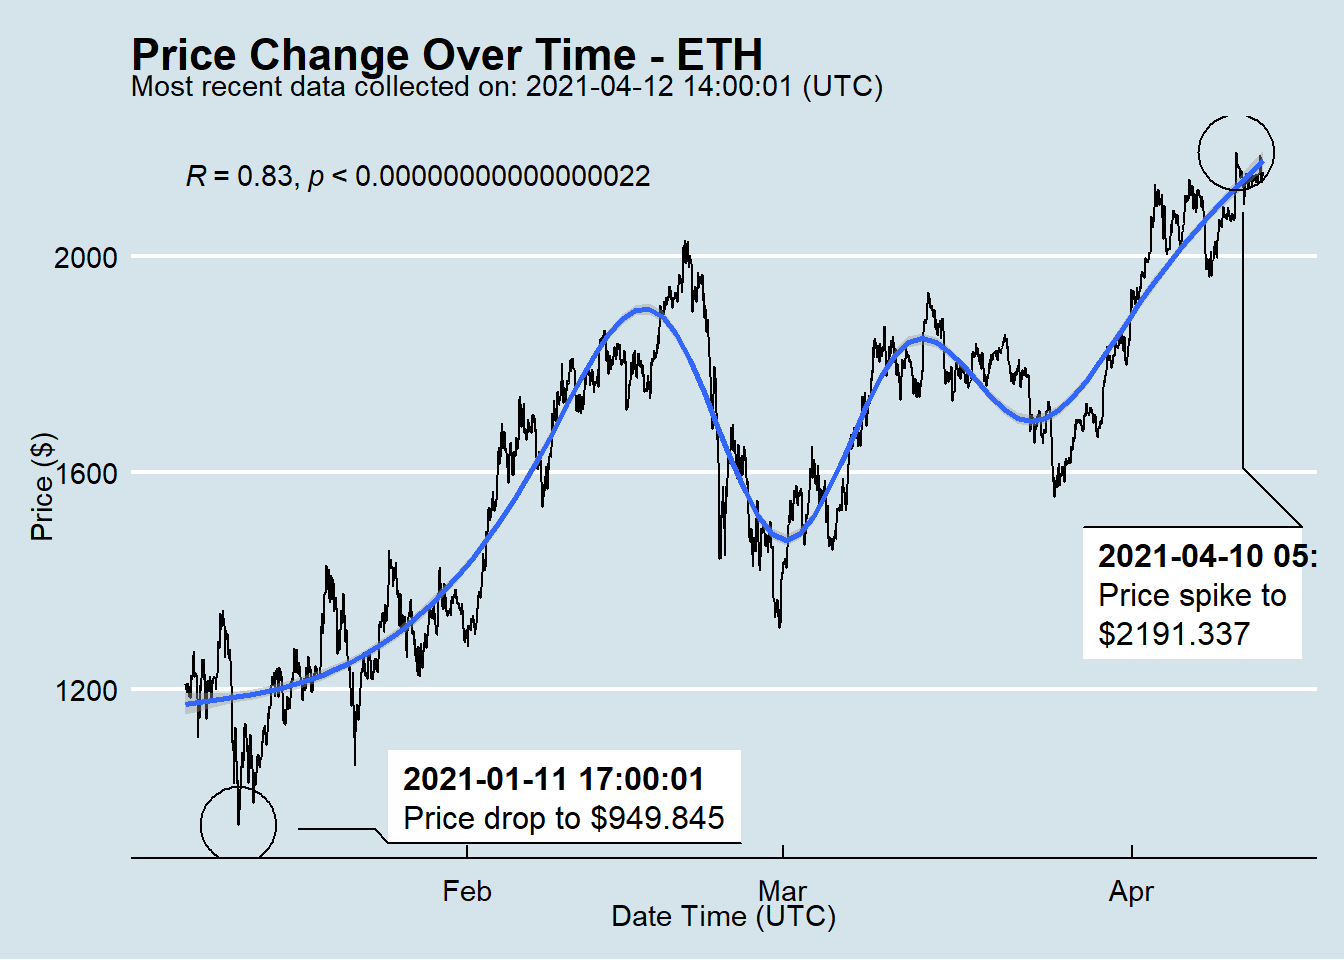 Price Change Over Time - ETH
Most recent data collected on: 2021-04-12 14:00:01 (UTC)
R = 0.83, p < 0.00000000000000022
2000
1600
1200
Price ($)
2021-04-10 05:
Price spike to
$2191.337
2021-01-11 17:00:01
Price drop to $949.845
Feb
Mar
Apr
Date Time (UTC)